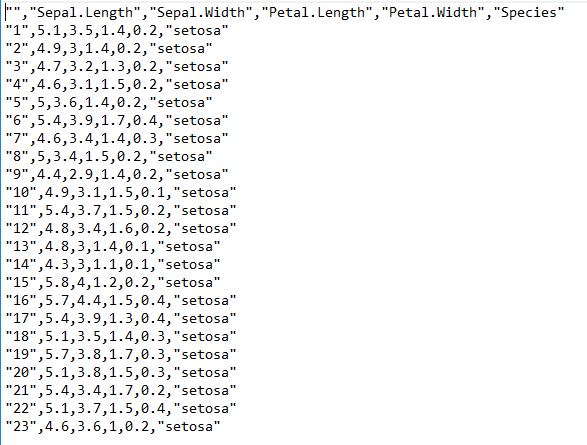 "","Sepal.Length","Sepal.Width","Petal.Length","Petal.Width","Species"
"1",5.1,3.5,1.4,0.2,"setosa"
"2",4.9,3,1.4,0.2,"setosa"
"3",4.7,3.2,1.3,0.2,"setosa"
"4",4.6,3.1,1.5,0.2,"setosa"
"5",5,3.6,1.4,0.2,"setosa"
"6",5.4,3.9,1.7,0.4,"setosa"
"7",4.6,3.4,1.4,0.3,"setosa"
"8",5,3.4,1.5,0.2,"setosa"
"9",4.4,2.9,1.4,0.2,"setosa"
"10",4.9,3.1,1.5,0.1,"setosa"
"11",5.4,3.7,1.5,0.2,"setosa"
"12",4.8,3.4,1.6,0.2,"setosa"
"13",4.8,3,1.4,0.1,"setosa"
"14",4.3,3,1.1,0.1,"setosa"
"15",5.8,4,1.2,0.2,"setosa"
"16",5.7,4.4,1.5,0.4,"setosa"
"17",5.4,3.9,1.3,0.4,"setosa"
"18",5.1,3.5,1.4,0.3,"setosa"
"19",5.7,3.8,1.7,0.3,"setosa"
"20",5.1,3.8,1.5,0.3,"setosa"
"21",5.4,3.4,1.7,0.2,"setosa"
"22",5.1,3.7,1.5,0.4,"setosa"
"23",4.6,3.6,1,0.2,"setosa"